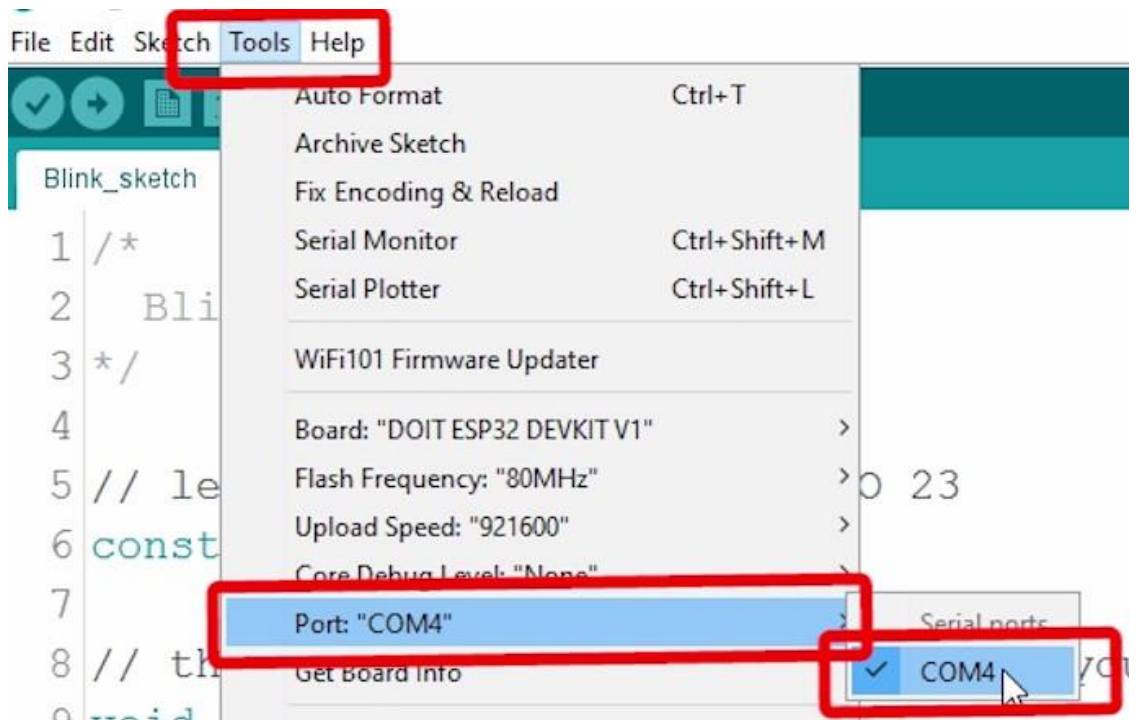 File Edit Sketch Tools Help
Auto Format Ctrl+T
Archive Sketch
Blink_sketch
Fix Encoding & Reload
1 /*
Serial Monitor Ctrl+Shift+M
Serial Plotter Ctrl+Shift+L
2 Bli
3 */
WiFi101 Firmware Updater
4
Board: "DOIT ESP32 DEVKIT V1"
5 // le
Flash Frequency: "80MHz"
O 23
Upload Speed: "921600"
6 const
Core Debug Level: "None"
7
Port: "COM4"
Serial ports
8 // th
Get Board Info
COM4
you
9 void